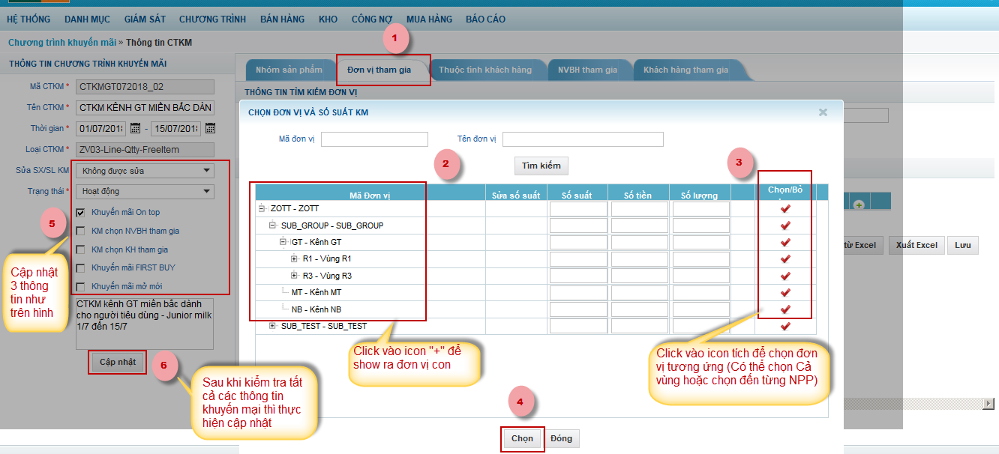 HỆ THỐNG DANH MỤC GIÁM SÁT CHƯƠNG TRÌNH BÁN HÀNG KHO CÔNG NỢ MUA HÀNG BÁO CÁO
Chương trình khuyến mãi » Thông tin CTKM
1
THÔNG TIN CHƯƠNG TRÌNH KHUYẾN MÃI
Mã CTKM * CTKMGT072018_02
Tên CTKM * CTKM KÊNH GT MIỀN BẮC DÀN
Thời gian * 01/07/201 - 15/07/201
Loại CTKM * ZV03-Line-Qtty-FreeItem
Sửa SX/SL KM Không được sửa
Trạng thái * Hoạt động
Khuyến mãi On top
KM chọn NVBH tham gia
KM chọn KH tham gia
Khuyến mãi FIRST BUY
Khuyến mãi mở mới
5
Cập nhật
3 thông
tin như
trên hình
CTKM kênh GT miền bắc dành
cho người tiêu dùng - Junior milk
1/7 đến 15/7
Cập nhật
6
Sau khi kiểm tra tất
cả các thông tin
khuyến mại thì thực
hiện cập nhật
Nhóm sản phẩm Đơn vị tham gia Thuộc tính khách hàng NVBH tham gia Khách hàng tham gia
THÔNG TIN TÌM KIẾM ĐƠN VỊ
CHỌN ĐƠN VỊ VÀ SỐ SUẤT KM
Mã đơn vị Tên đơn vị
Tìm kiếm
2
3
Mã Đơn vị Sửa số suất Số suất Số tiền Số lượng Chọn/Bỏ
ZOTT - ZOTT
SUB_GROUP - SUB_GROUP
GT - Kênh GT
R1 - Vùng R1
R3 - Vùng R3
MT - Kênh MT
NB - Kênh NB
SUB_TEST - SUB_TEST
Click vào icon "+" để
show ra đơn vị con
Click vào icon tích để chọn đơn
vị tương ứng (Có thể chọn Cả
vùng hoặc chọn đến từng NPP)
4
Chọn Đóng
từ Excel Xuất Excel Lưu